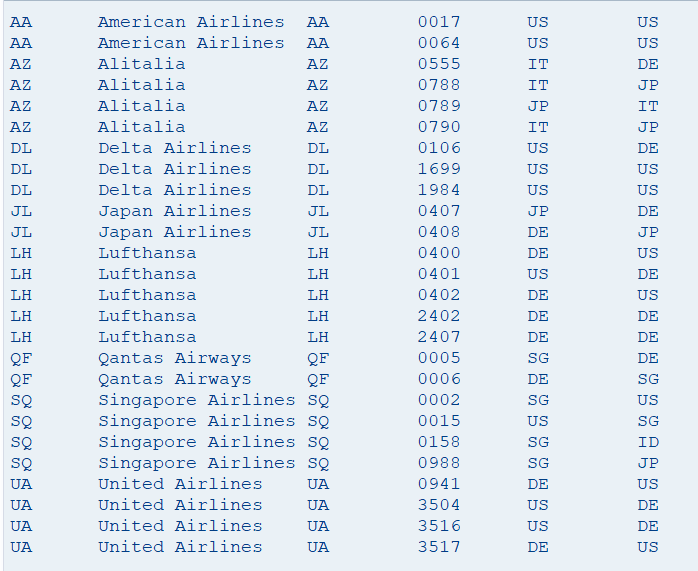 AA American Airlines AA 0017 US US
AA American Airlines AA 0064 US US
AZ Alitalia AZ 0555 IT DE
AZ Alitalia AZ 0788 IT JP
AZ Alitalia AZ 0789 JP IT
AZ Alitalia AZ 0790 IT JP
DL Delta Airlines DL 0106 US DE
DL Delta Airlines DL 1699 US US
DL Delta Airlines DL 1984 US US
JL Japan Airlines JL 0407 JP DE
JL Japan Airlines JL 0408 DE JP
LH Lufthansa LH 0400 DE US
LH Lufthansa LH 0401 US DE
LH Lufthansa LH 0402 DE US
LH Lufthansa LH 2402 DE DE
LH Lufthansa LH 2407 DE DE
QF Qantas Airways QF 0005 SG DE
QF Qantas Airways QF 0006 DE SG
SQ Singapore Airlines SQ 0002 SG US
SQ Singapore Airlines SQ 0015 US SG
SQ Singapore Airlines SQ 0158 SG ID
SQ Singapore Airlines SQ 0988 SG JP
UA United Airlines UA 0941 DE US
UA United Airlines UA 3504 US DE
UA United Airlines UA 3516 US DE
UA United Airlines UA 3517 DE US